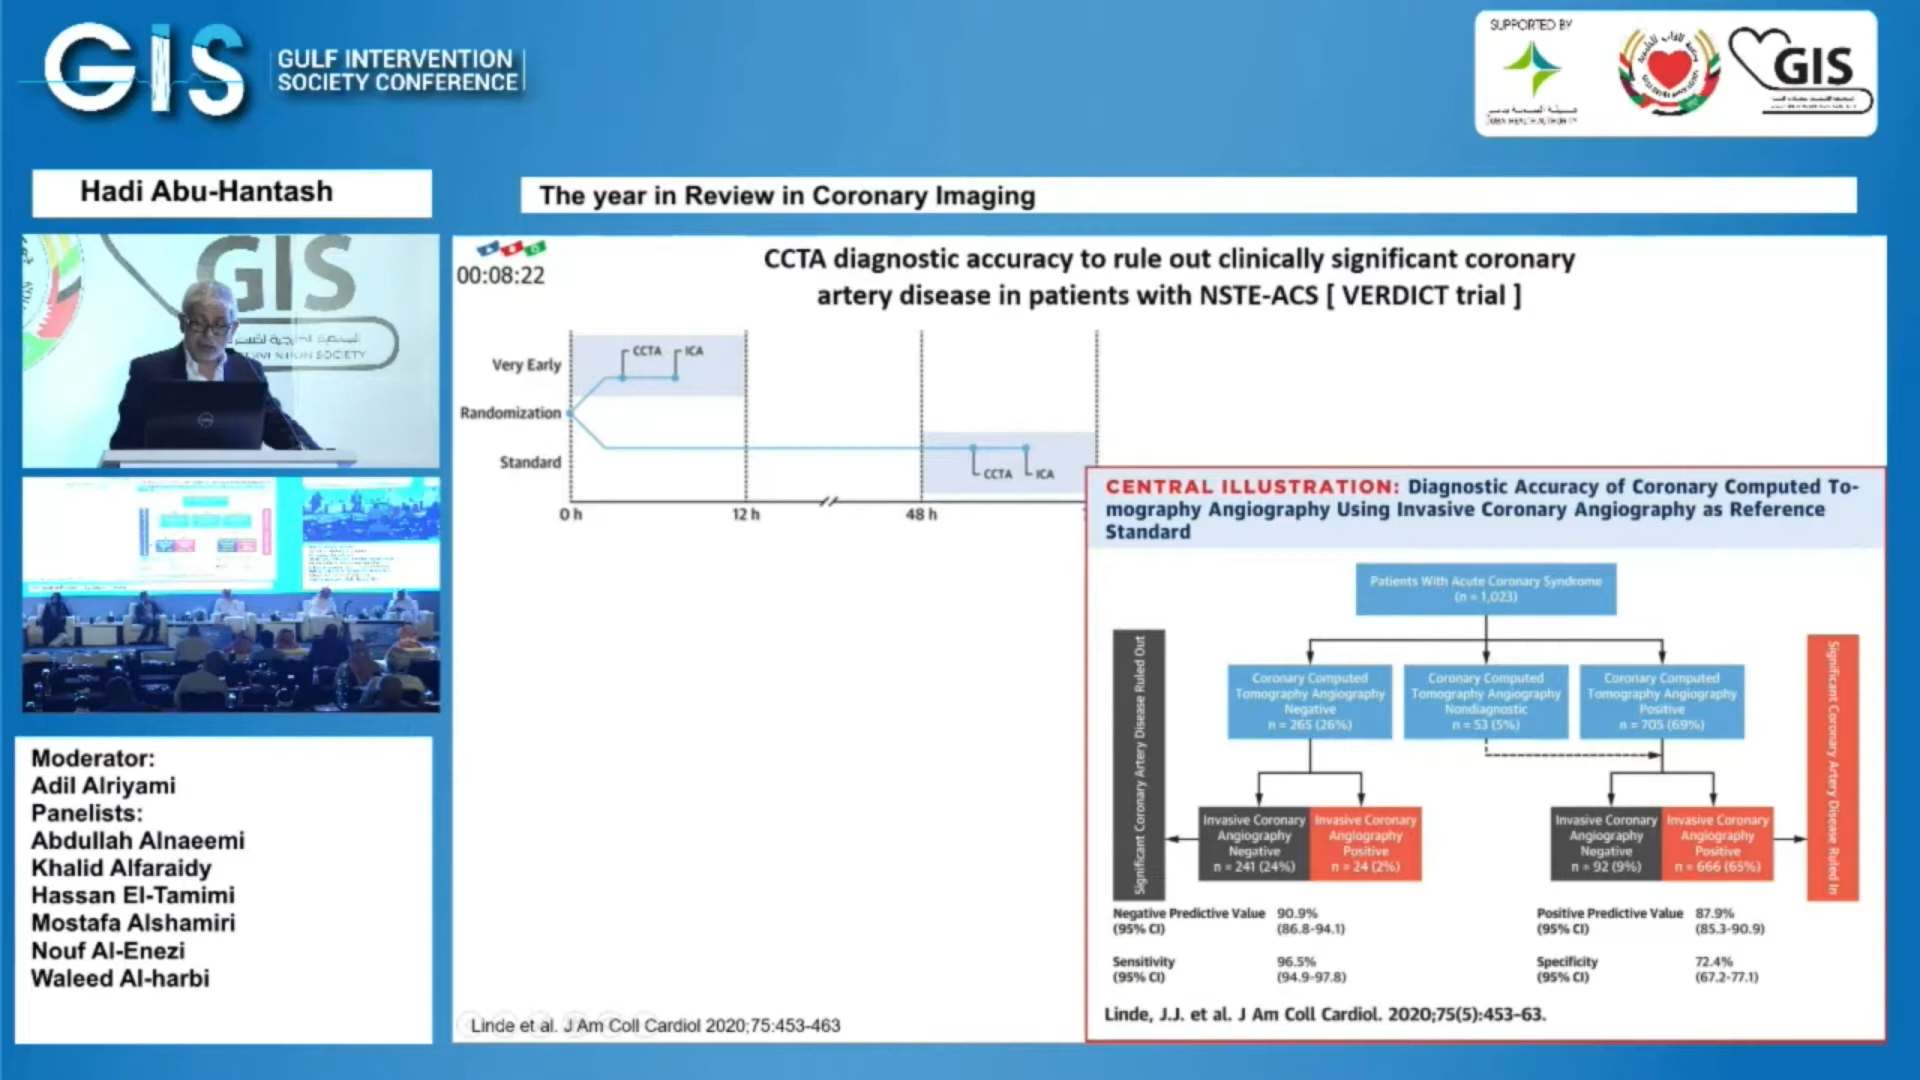 GIS
GULF INTERVENTION
SOCIETY CONFERENCE
SUPPORTED BY
GIS
Hadi Abu-Hantash
The year in Review in Coronary Imaging
GIS
00:08:22
CCTA diagnostic accuracy to rule out clinically significant coronary
artery disease in patients with NSTE-ACS [ VERDICT trial ]
Very Early
CCTA
ICA
Randomization
Standard
CCTA
ICA
0 h
12 h
48 h
CENTRAL ILLUSTRATION: Diagnostic Accuracy of Coronary Computed To-
mography Angiography Using Invasive Coronary Angiography as Reference
Standard
Patients With Acute Coronary Syndrome
(n = 1,023)
Significant Coronary Artery Disease Ruled Out
Coronary Computed
Tomography Angiography
Negative
n = 265 (26%)
Coronary Computed
Tomography Angiography
Nondiagnostic
n = 53 (5%)
Coronary Computed
Tomography Angiography
Positive
n = 705 (69%)
Significant Coronary Artery Disease Ruled In
Invasive Coronary
Angiography
Negative
n = 241 (24%)
Invasive Coronary
Angiography
Positive
n = 24 (2%)
Invasive Coronary
Angiography
Negative
n = 92 (9%)
Invasive Coronary
Angiography
Positive
n = 666 (65%)
Negative Predictive Value 90.9%
(95% CI) (86.8-94.1)
Sensitivity 96.5%
(95% CI) (94.9-97.8)
Positive Predictive Value 87.9%
(95% CI) (85.3-90.9)
Specificity 72.4%
(95% CI) (67.2-77.1)
Linde, J.J. et al. J Am Coll Cardiol. 2020;75(5):453-63.
Linde et al. J Am Coll Cardiol 2020;75:453-463
Moderator:
Adil Alriyami
Panelists:
Abdullah Alnaeemi
Khalid Alfaraidy
Hassan El-Tamimi
Mostafa Alshamiri
Nouf Al-Enezi
Waleed Al-harbi